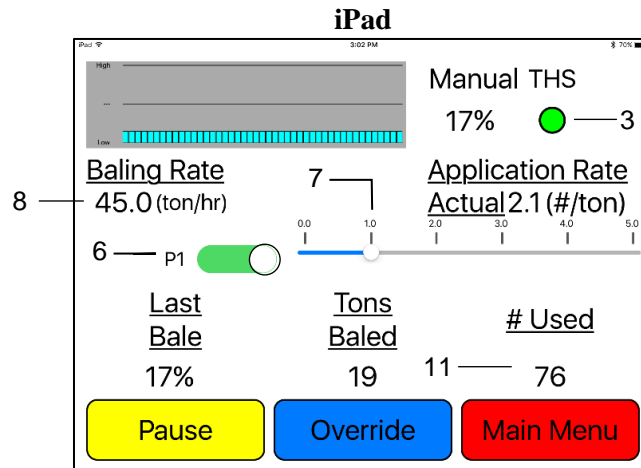 iPad
iPad 3:02 PM 70%
High
---
Low
Manual THS
17% 3
Baling Rate
8 45.0 (ton/hr)
7
Application Rate
Actual 2.1 (#/ton)
0.0 1.0 2.0 3.0 4.0 5.0
6 P1
Last
Bale
17%
Tons
Baled
19
# Used
11 76
Pause Override Main Menu